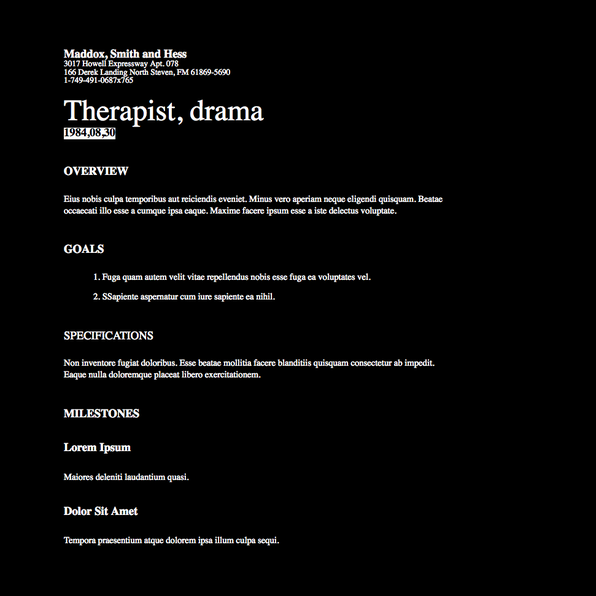 Maddox, Smith and Hess
3017 Howell Expressway Apt. 078
166 Derek Landing North Steven, FM 61869-5690
1-749-491-0687x765
Therapist, drama
1984,08,30
OVERVIEW
Eius nobis culpa temporibus aut reiciendis eveniet. Minus vero aperiam neque eligendi quisquam. Beatae
occaecati illo esse a cumque ipsa eaque. Maxime facere ipsum esse a iste delectus voluptate.
GOALS
1. Fuga quam autem velit vitae repellendus nobis esse fuga ea voluptates vel.
2. SSapiente aspernatur cum iure sapiente ea nihil.
SPECIFICATIONS
Non inventore fugiat doloribus. Esse beatae mollitia facere blanditiis quisquam consectetur ab impedit.
Eaque nulla doloremque placeat libero exercitationem.
MILESTONES
Lorem Ipsum
Maiores deleniti laudantium quasi.
Dolor Sit Amet
Tempora praesentium atque dolorem ipsa illum culpa sequi.